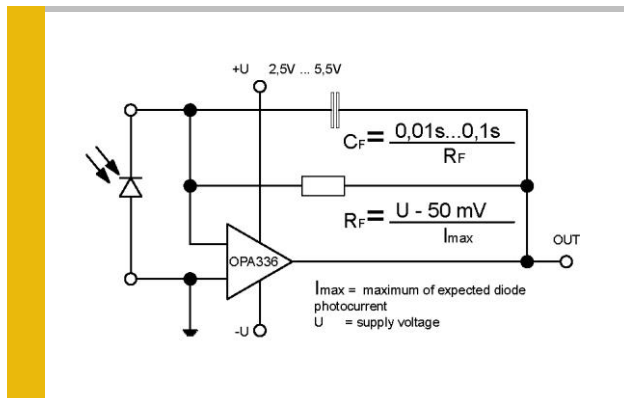 +U 2,5V ... 5,5V
CF= 0,01s...0,1s
RF
RF= U - 50 mV
Imax
OUT
OPA336
Imax = maximum of expected diode
photocurrent
U = supply voltage
-U